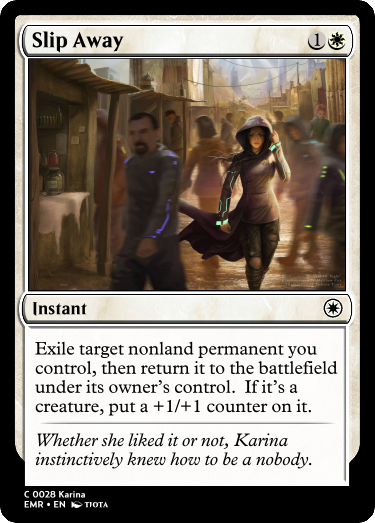 Slip Away 1
Instant
Exile target nonland permanent you
control, then return it to the battlefield
under its owner's control.  If it's a
creature, put a +1/+1 counter on it.
Whether she liked it or not, Karina
instinctively knew how to be a nobody.
C 0028 Karina
EMR • EN TIOTA